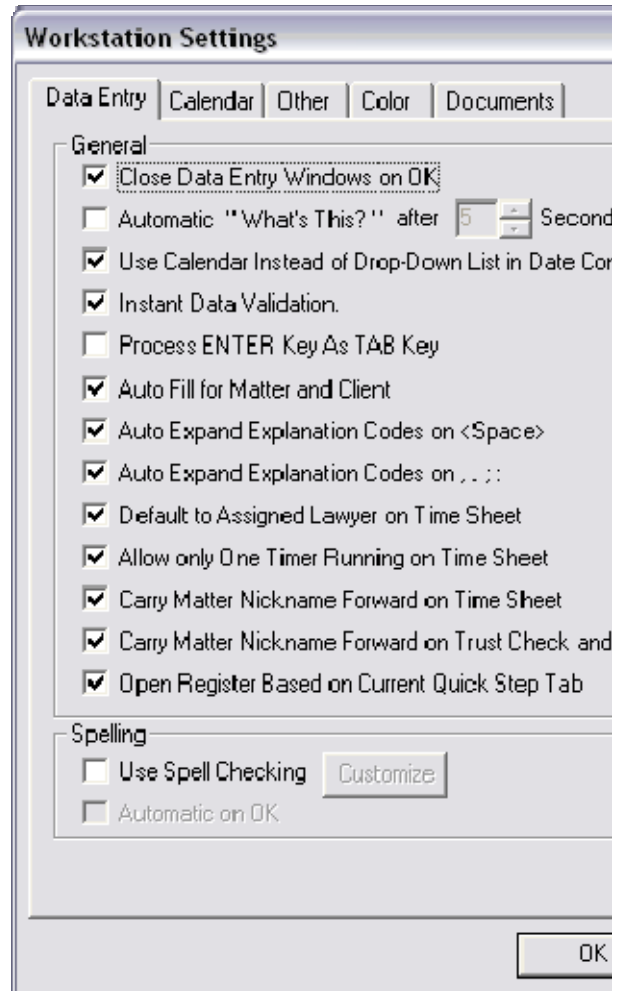 Workstation Settings
Data Entry Calendar Other Color Documents
General
Close Data Entry Windows on OK
Automatic "What's This?" after 5 Second
Use Calendar Instead of Drop-Down List in Date Con
Instant Data Validation.
Process ENTER Key As TAB Key
Auto Fill for Matter and Client
Auto Expand Explanation Codes on <Space>
Auto Expand Explanation Codes on , . ; :
Default to Assigned Lawyer on Time Sheet
Allow only One Timer Running on Time Sheet
Carry Matter Nickname Forward on Time Sheet
Carry Matter Nickname Forward on Trust Check and
Open Register Based on Current Quick Step Tab
Spelling
Use Spell Checking Customize
Automatic on OK
OK